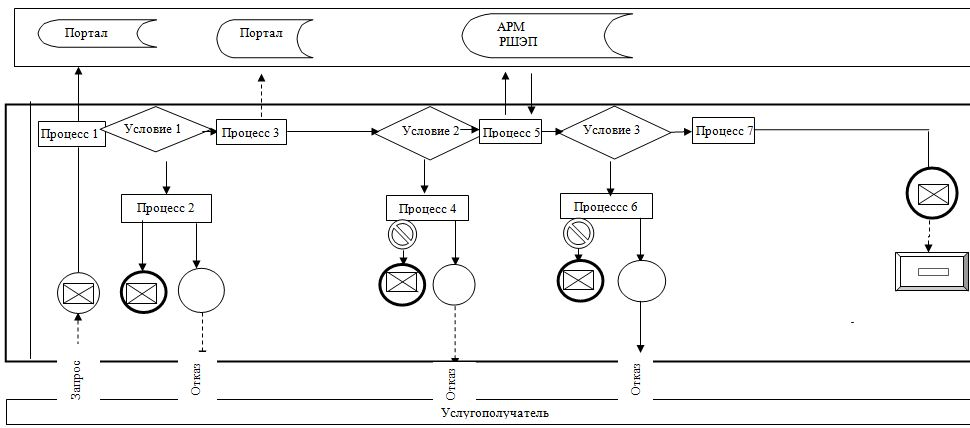 Портал
Портал
АРМ
РШЭП
Процесс 1
Условие 1
Процесс 3
Условие 2
Процесс 5
Условие 3
Процесс 7
Процесс 2
Процесс 4
Процессс 6
Запрос
Отказ
Отказ
Отказ
Услугополучатель